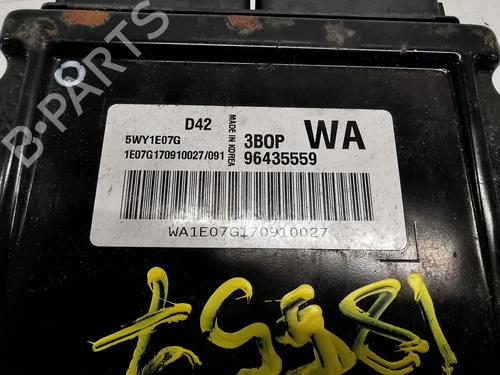 D42
5WY1E07G
1E07G170910027/091
MADE IN KOREA
3BOP
WA
96435559
WA1E07G170910027
B-PARTS